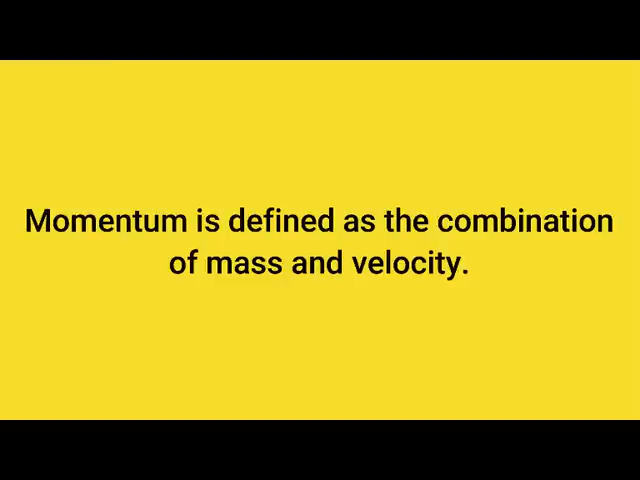 Momentum is defined as the combination
of mass and velocity.